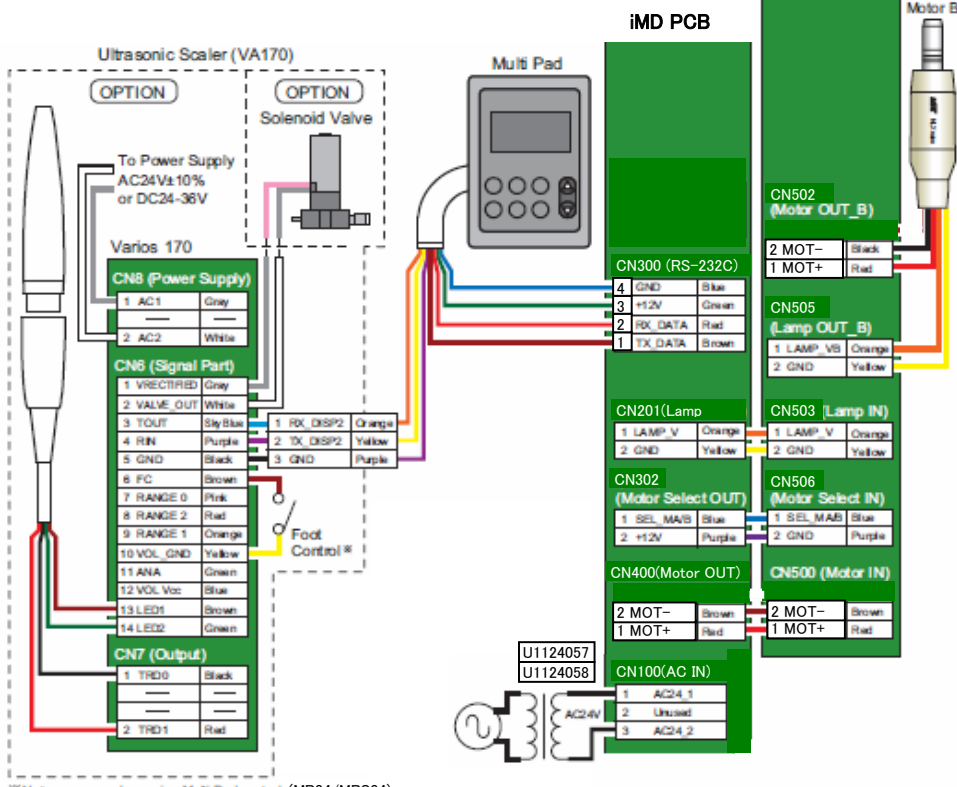 Motor B
iMD PCB
Ultrasonic Scaler (VA170)
OPTION
OPTION
Solenoid Valve
Multi Pad
To Power Supply
AC24V±10%
or DC24-36V
Varios 170
CN8 (Power Supply)
1 AC1 Gray
2 AC2 White
CN6 (Signal Part)
1 VRECTIFIED Gray
2 VALVE_OUT White
3 TOUT Sky Blue
4 RIN Purple
5 GND Black
6 FC Brown
7 RANGE 0 Pink
8 RANGE 2 Red
9 RANGE 1 Orange
10 VOL_GND Yellow
11 ANA Green
12 VOL Vcc Blue
13 LED1 Brown
14 LED2 Green
CN7 (Output)
1 TRD0 Black
2 TRD1 Red
1 RX_DISP2 Orange
2 TX_DISP2 Yellow
3 GND Purple
Foot
Control※
CN300 (RS-232C)
4 GND Blue
3 +12V Green
2 RX_DATA Red
1 TX_DATA Brown
CN201(Lamp
1 LAMP_V Orange
2 GND Yellow
CN302
(Motor Select OUT)
1 SEL_MA/B Blue
2 +12V Purple
CN400(Motor OUT)
2 MOT- Brown
1 MOT+ Red
CN100(AC IN)
1 AC24_1
2 Unused
3 AC24_2
U1124057
U1124058
AC24V
CN502
(Motor OUT_B)
2 MOT- Black
1 MOT+ Red
CN505
(Lamp OUT_B)
1 LAMP_VB Orange
2 GND Yellow
CN503 (Lamp IN)
1 LAMP_V Orange
2 GND Yellow
CN506
(Motor Select IN)
1 SEL_MA/B Blue
2 GND Purple
CN500 (Motor IN)
2 MOT- Brown
1 MOT+ Red